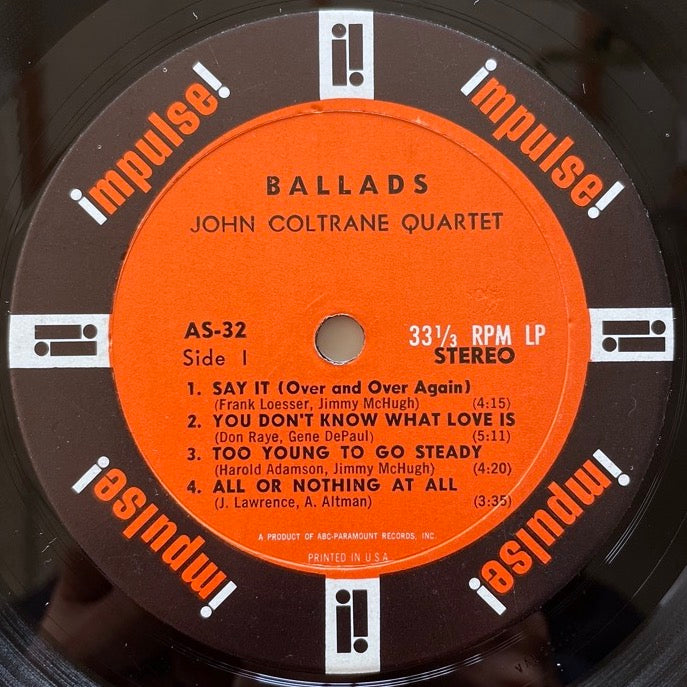 impulse!
impulse!
BALLADS
JOHN COLTRANE QUARTET
AS-32
33 1/3 RPM LP
Side 1
STEREO
1. SAY IT (Over and Over Again)
(Frank Loesser, Jimmy McHugh) (4:15)
2. YOU DON'T KNOW WHAT LOVE IS
(Don Raye, Gene DePaul) (5:11)
3. TOO YOUNG TO GO STEADY
(Harold Adamson, Jimmy McHugh) (4:20)
4. ALL OR NOTHING AT ALL
(J. Lawrence, A. Altman) (3:35)
A PRODUCT OF ABC-PARAMOUNT RECORDS, INC.
PRINTED IN U S A
impulse!
impulse!